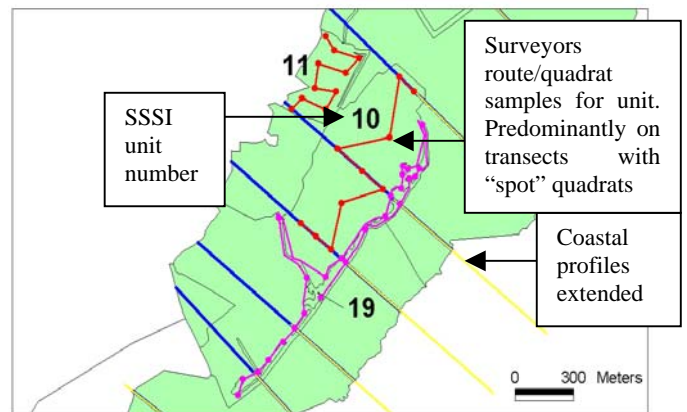 11
10
SSSI
unit
number
Surveyors
route/quadrat
samples for unit.
Predominantly on
transects with
“spot” quadrats
Coastal
profiles
extended
19
0 300 Meters